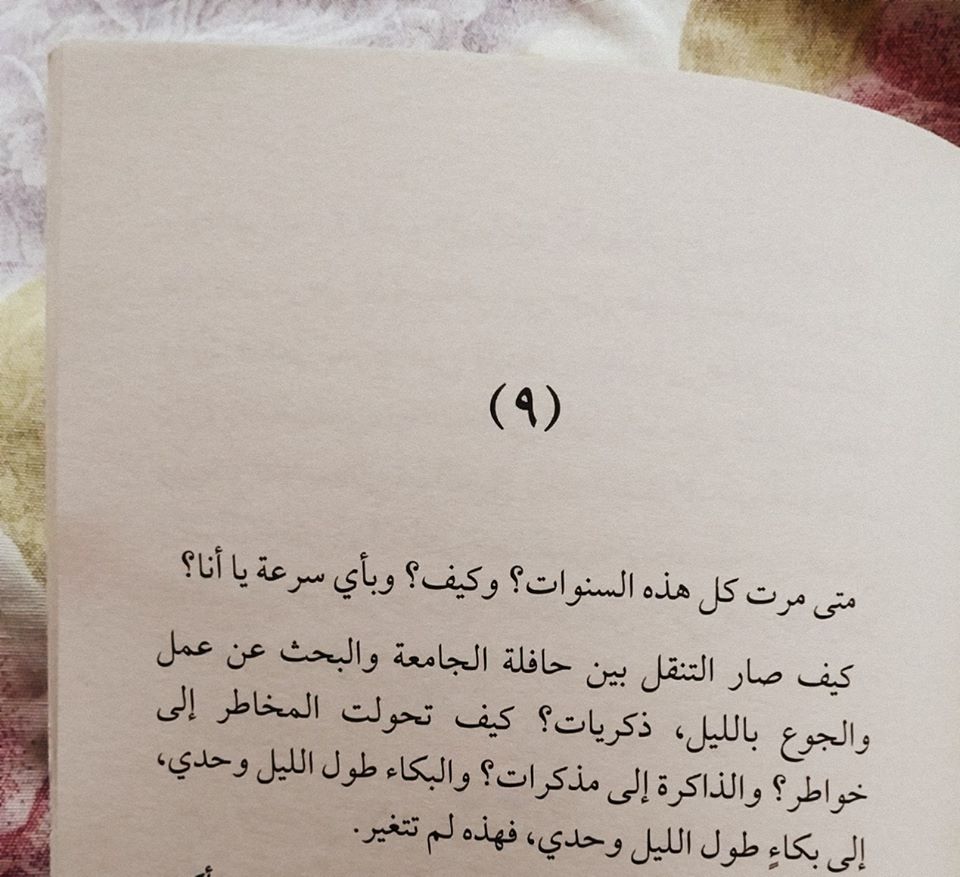 (٩)
متى مرت كل هذه السنوات؟ وكيف؟ وبأي سرعة يا أنا؟
كيف صار التنقل بين حافلة الجامعة والبحث عن عمل
والجوع بالليل، ذكريات؟ كيف تحولت المخاطر إلى
خواطر؟ والذاكرة إلى مذكرات؟ والبكاء طول الليل وحدي،
إلى بكاءٍ طول الليل وحدي، فهذه لم تتغير.